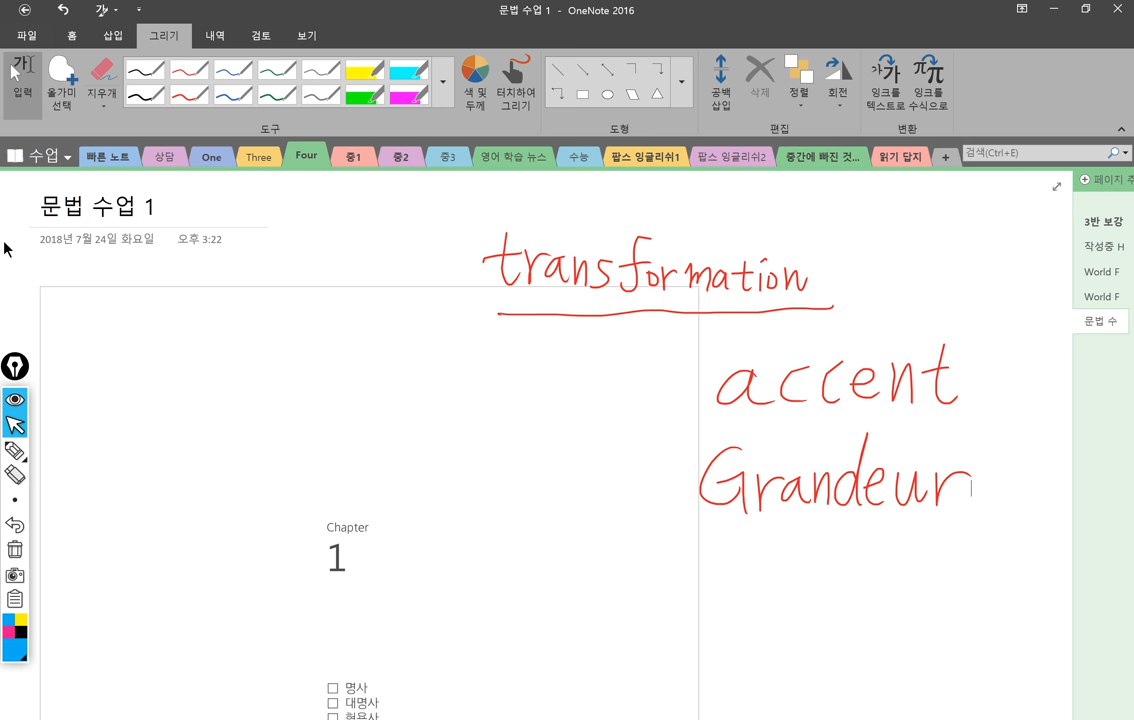 문법 수업 1 - OneNote 2016
파일 홈 삽입 그리기 내역 검토 보기
입력
올가미 선택
지우개
색 및 두께
터치하여 그리기
공백 삽입
삭제
정렬
회전
잉크를 텍스트로
잉크를 수식으로
도구 도형 편집 변환
수업 빠른 노트 상담 One Three Four 중1 중2 중3 영어 학습 뉴스 수능 팝스 잉글리쉬1 팝스 잉글리쉬2 중간에 빠진 것... 읽기 답지 + 검색(Ctrl+E)
페이지 추
문법 수업 1
2018년 7월 24일 화요일 오후 3:22
3반 보강
작성중 H
World F
World F
문법 수
transformation
accent
Grandeur
Chapter
1
명사
대명사
형용사